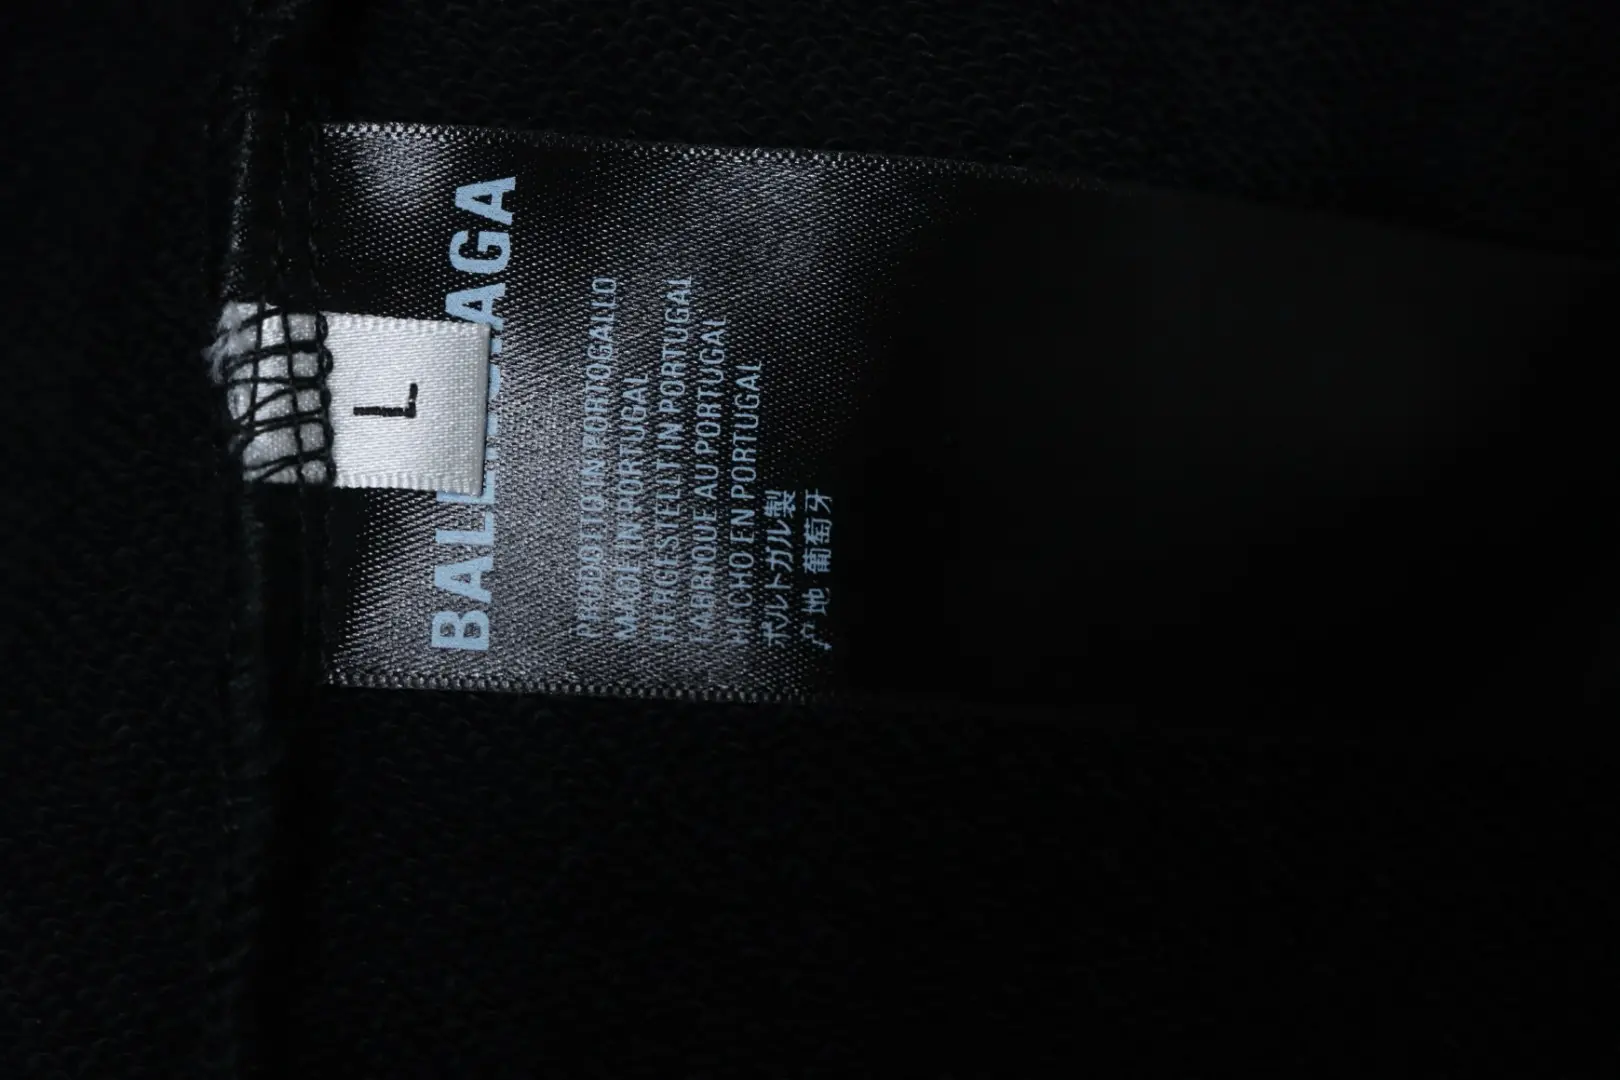 BALENCIAGA
L
PRODOTTO IN PORTOGALLO
MADE IN PORTUGAL
HERGESTELLT IN PORTUGAL
FABRIQUE AU PORTUGAL
HECHO EN PORTUGAL
ポルトガル製
产地 葡萄牙